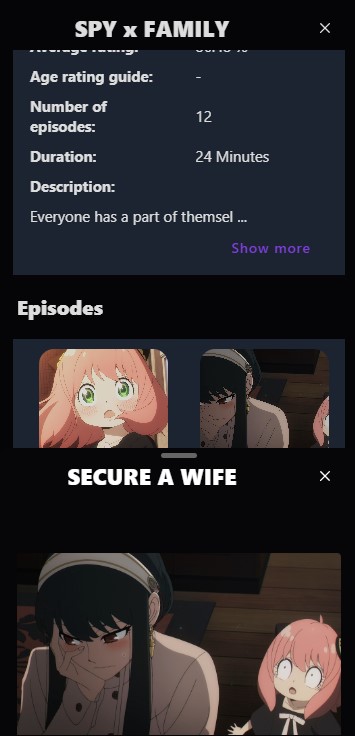 SPY x FAMILY
Age rating guide: -
Number of
episodes: 12
Duration: 24 Minutes
Description:
Everyone has a part of themsel ...
Show more
Episodes
SECURE A WIFE